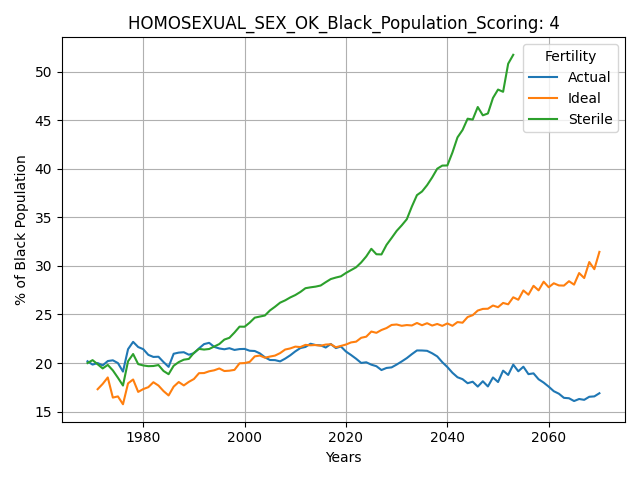 HOMOSEXUAL_SEX_OK_Black_Population_Scoring: 4
Fertility
Actual
Ideal
Sterile
% of Black Population
50
45
40
35
30
25
20
15
1980
2000
2020
2040
2060
Years